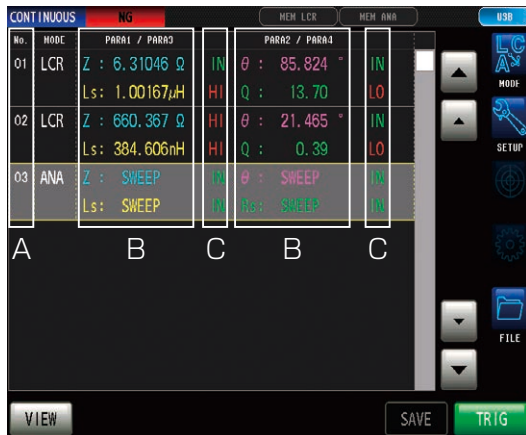 CONTINUOUS NG MEM LCR MEM ANA USB
No. MODE PARA1 / PARA3 PARA2 / PARA4
01 LCR Z : 6.31046 Ω IN θ : 85.824 ° IN
Ls: 1.00167μH HI Q : 13.70 LO
02 LCR Z : 660.367 Ω HI θ : 21.465 ° IN
Ls: 384.606nH HI Q : 0.39 LO
03 ANA Z : SWEEP IN θ : SWEEP IN
Ls: SWEEP IN Rs: SWEEP IN
A B C B C
LC
A
MODE
SETUP
FILE
VIEW SAVE TRIG